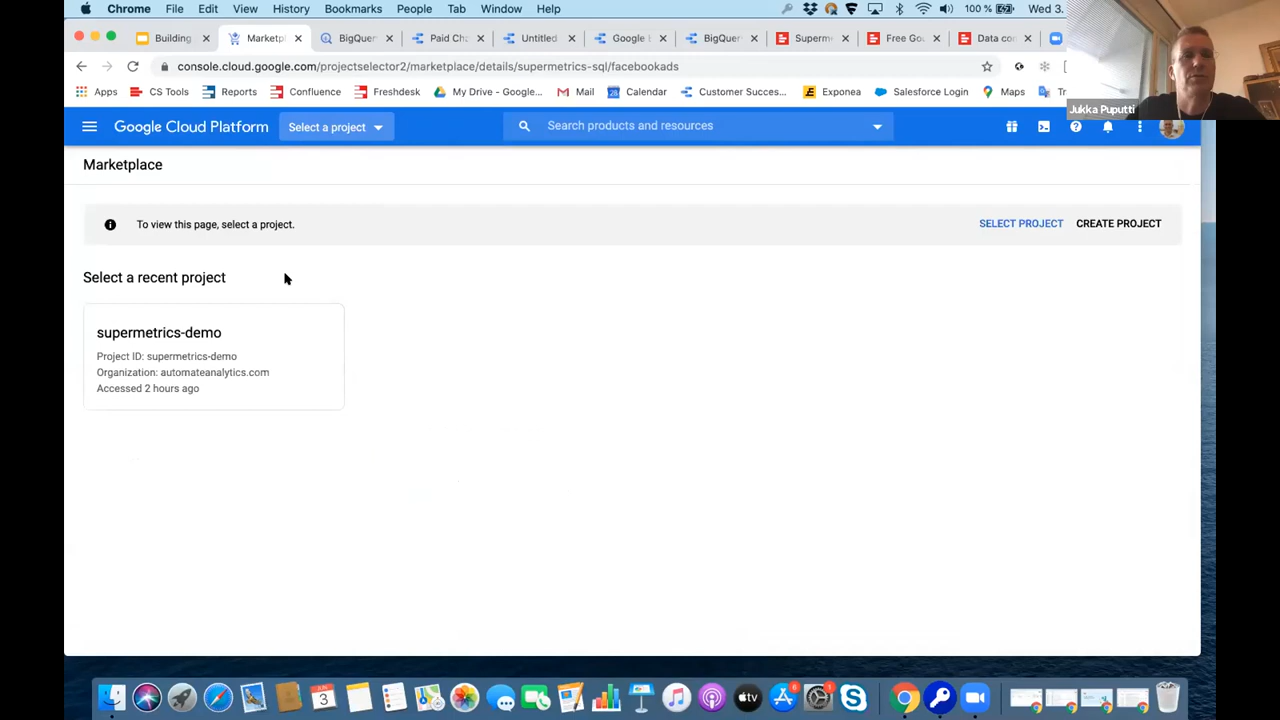 Chrome File Edit View History Bookmarks People Tab Window Help 100 % Wed 3.
Building Marketpl BigQuer Paid Cha Untitled Google BigQuer Superme Free Go Data con
console.cloud.google.com/projectselector2/marketplace/details/supermetrics-sql/facebookads
Jukka Puputti
Apps CS Tools Reports Confluence Freshdesk My Drive - Google... Mail Calendar Customer Succes... Exponea Salesforce Login Maps Tr
Google Cloud Platform Select a project Search products and resources
Marketplace
To view this page, select a project. SELECT PROJECT CREATE PROJECT
Select a recent project
supermetrics-demo
Project ID: supermetrics-demo
Organization: automateanalytics.com
Accessed 2 hours ago
tv